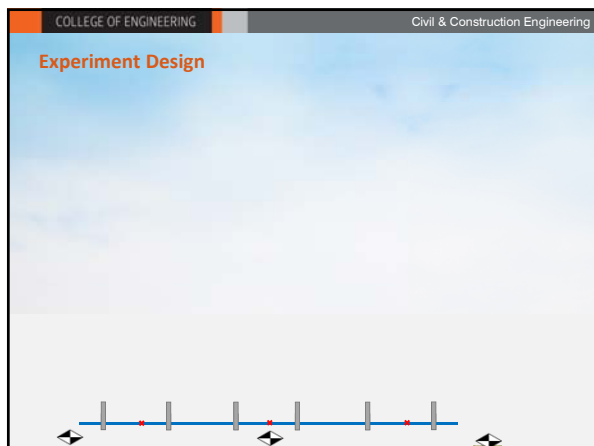 COLLEGE OF ENGINEERING
Civil & Construction Engineering
Experiment Design